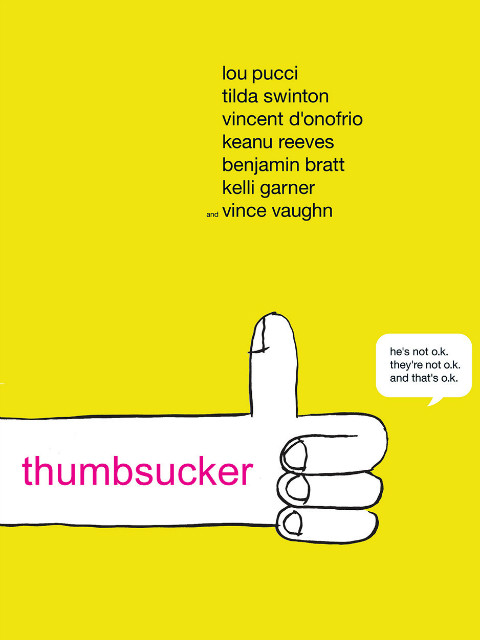 lou pucci
tilda swinton
vincent d'onofrio
keanu reeves
benjamin bratt
kelli garner
and vince vaughn
he's not o.k.
they're not o.k.
and that's o.k.
thumbsucker